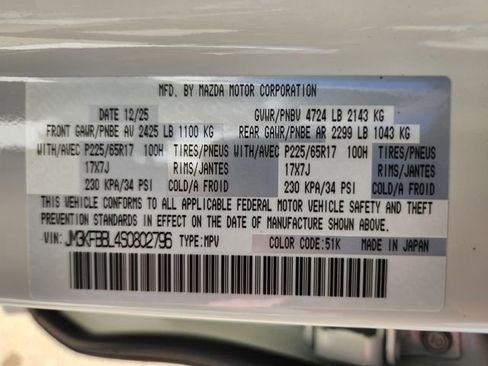 MFD. BY MAZDA MOTOR CORPORATION
DATE 12/25 GVWR/PNBV 4724 LB 2143 KG
FRONT GAWR/PNBE AV 2425 LB 1100 KG REAR GAWR/PNBE AR 2299 LB 1043 KG
WITH/AVEC P225/65R17 100H TIRES/PNEUS WITH/AVEC P225/65R17 100H TIRES/PNEUS
17X7J RIMS/JANTES 17X7J RIMS/JANTES
230 KPA/34 PSI COLD/A FROID 230 KPA/34 PSI COLD/A FROID
THIS VEHICLE CONFORMS TO ALL APPLICABLE FEDERAL MOTOR VEHICLE SAFETY AND THEFT
PREVENTION STANDARDS IN EFFECT ON THE DATE OF MANUFACTURE SHOWN ABOVE.
VIN: JM3KFBBL4S0802796 TYPE:MPV COLOR CODE:51K MADE IN JAPAN